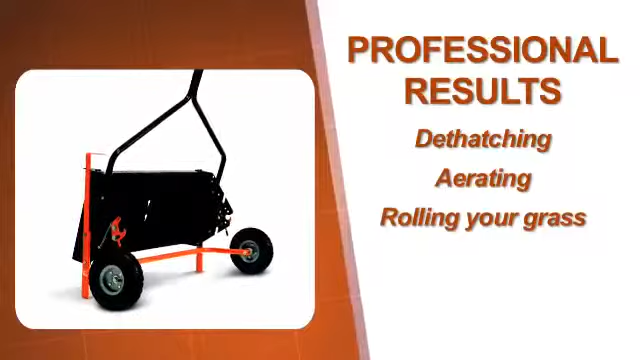 PROFESSIONAL
RESULTS
Dethatching
Aerating
Rolling your grass